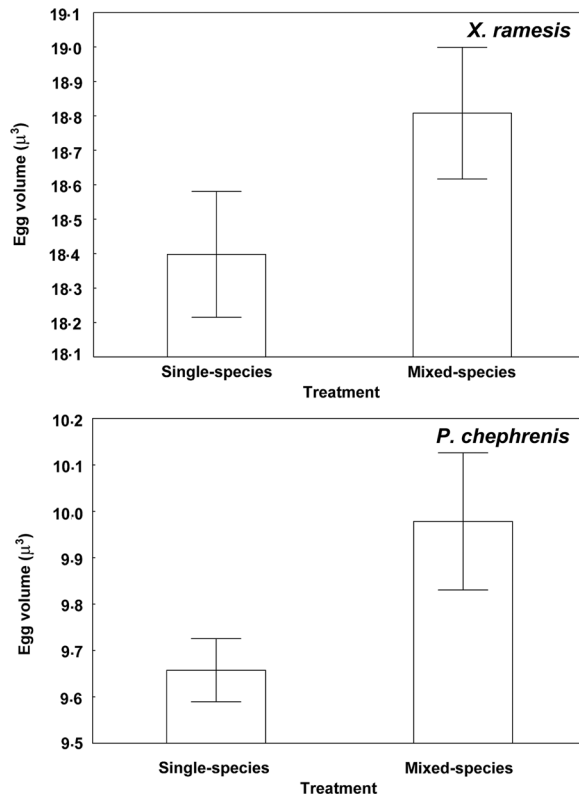 X. ramesis
19·1
19·0
18·9
18·8
18·7
18·6
18·5
18·4
18·3
18·2
18·1
Egg volume (μ³)
Single-species
Mixed-species
Treatment
P. chephrenis
10·2
10·1
10·0
9·9
9·8
9·7
9·6
9·5
Egg volume (μ³)
Single-species
Mixed-species
Treatment